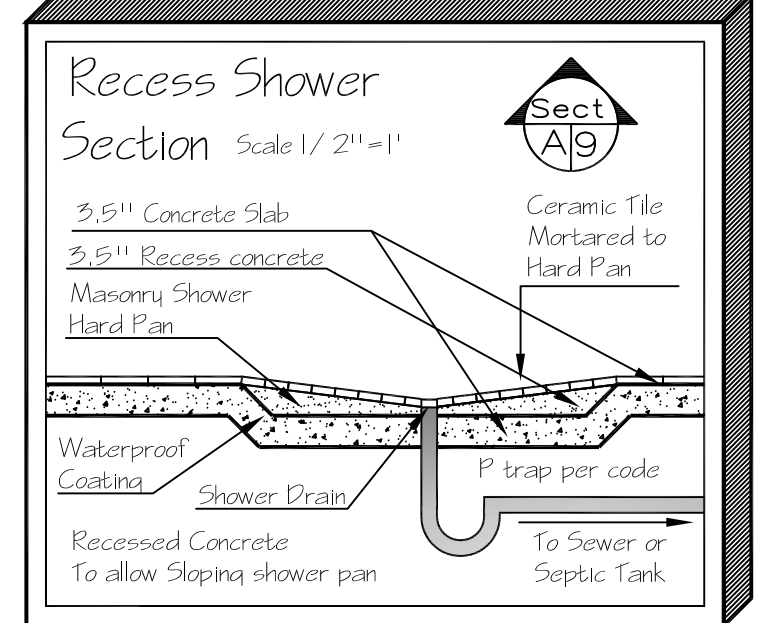 Recess Shower
Section Scale 1/2"=1'
Sect
A 9
3.5" Concrete Slab
3.5" Recess concrete
Masonry Shower
Hard Pan
Ceramic Tile
Mortared to
Hard Pan
Waterproof
Coating
Shower Drain
P trap per code
Recessed Concrete
To allow Sloping shower pan
To Sewer or
Septic Tank